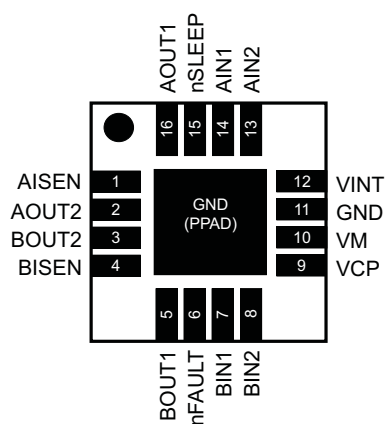 AOUT1
nSLEEP
AIN1
AIN2
16
15
14
13
AISEN 1
AOUT2 2
BOUT2 3
BISEN 4
GND
(PPAD)
12 VINT
11 GND
10 VM
9 VCP
5
6
7
8
BOUT1
nFAULT
BIN1
BIN2